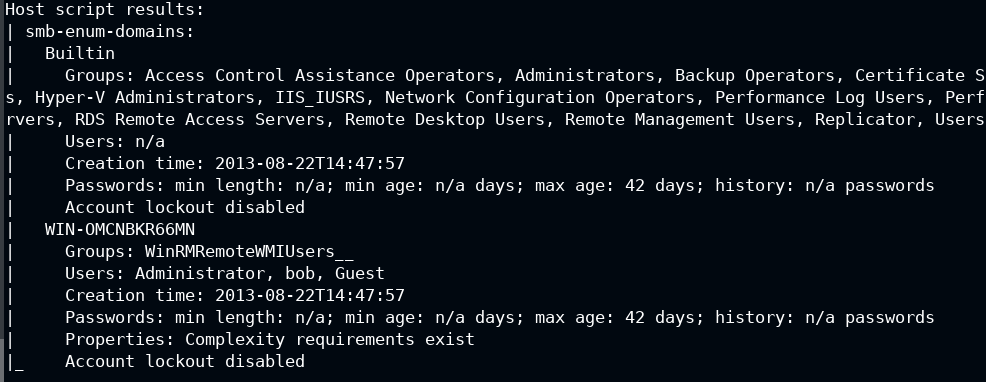 Host script results:
| smb-enum-domains:
|   Builtin
|     Groups: Access Control Assistance Operators, Administrators, Backup Operators, Certificate S
s, Hyper-V Administrators, IIS_IUSRS, Network Configuration Operators, Performance Log Users, Perf
rvers, RDS Remote Access Servers, Remote Desktop Users, Remote Management Users, Replicator, Users
|     Users: n/a
|     Creation time: 2013-08-22T14:47:57
|     Passwords: min length: n/a; min age: n/a days; max age: 42 days; history: n/a passwords
|     Account lockout disabled
|   WIN-OMCNBKR66MN
|     Groups: WinRMRemoteWMIUsers__
|     Users: Administrator, bob, Guest
|     Creation time: 2013-08-22T14:47:57
|     Passwords: min length: n/a; min age: n/a days; max age: 42 days; history: n/a passwords
|     Properties: Complexity requirements exist
|_    Account lockout disabled